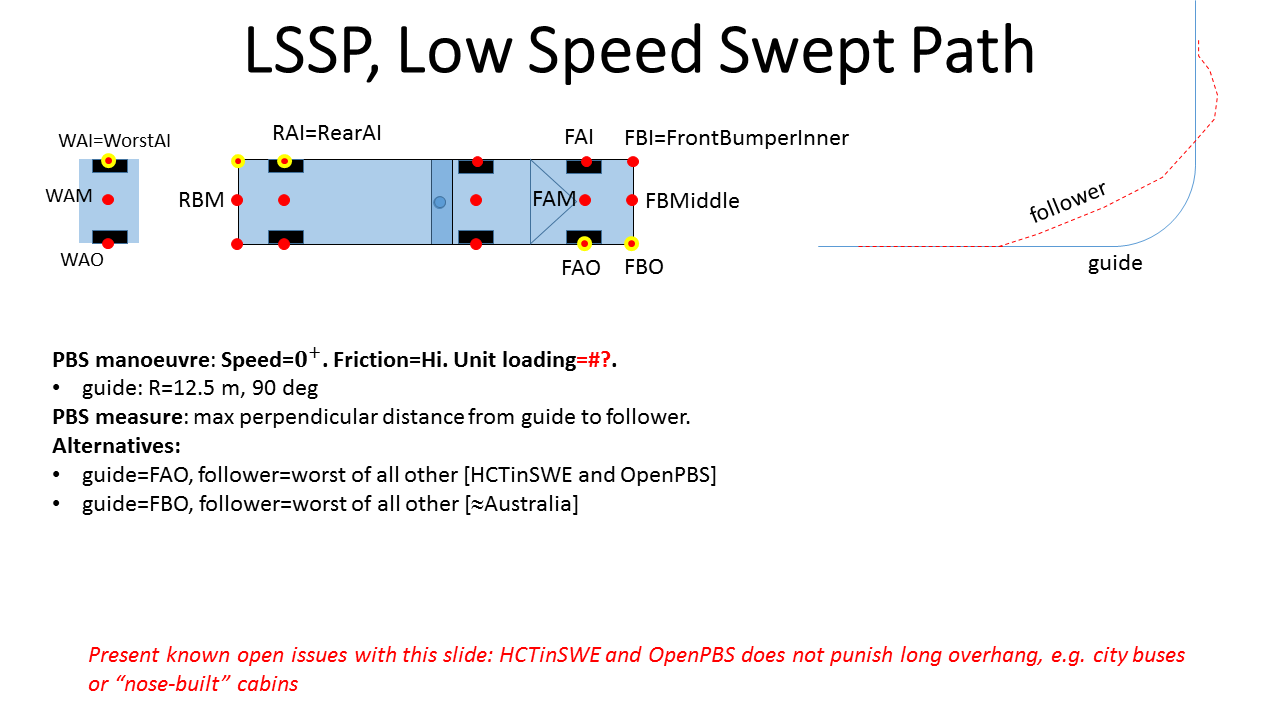 LSSP, Low Speed Swept Path
WAI=WorstAI
RAI=RearAI
FAI
FBI=FrontBumperInner
WAM
RBM
FAM
FBMiddle
WAO
FAO
FBO
follower
guide
PBS manoeuvre: Speed=0⁺. Friction=Hi. Unit loading=#?.
• guide: R=12.5 m, 90 deg
PBS measure: max perpendicular distance from guide to follower.
Alternatives:
• guide=FAO, follower=worst of all other [HCTinSWE and OpenPBS]
• guide=FBO, follower=worst of all other [≈Australia]
Present known open issues with this slide: HCTinSWE and OpenPBS does not punish long overhang, e.g. city buses
or “nose-built” cabins